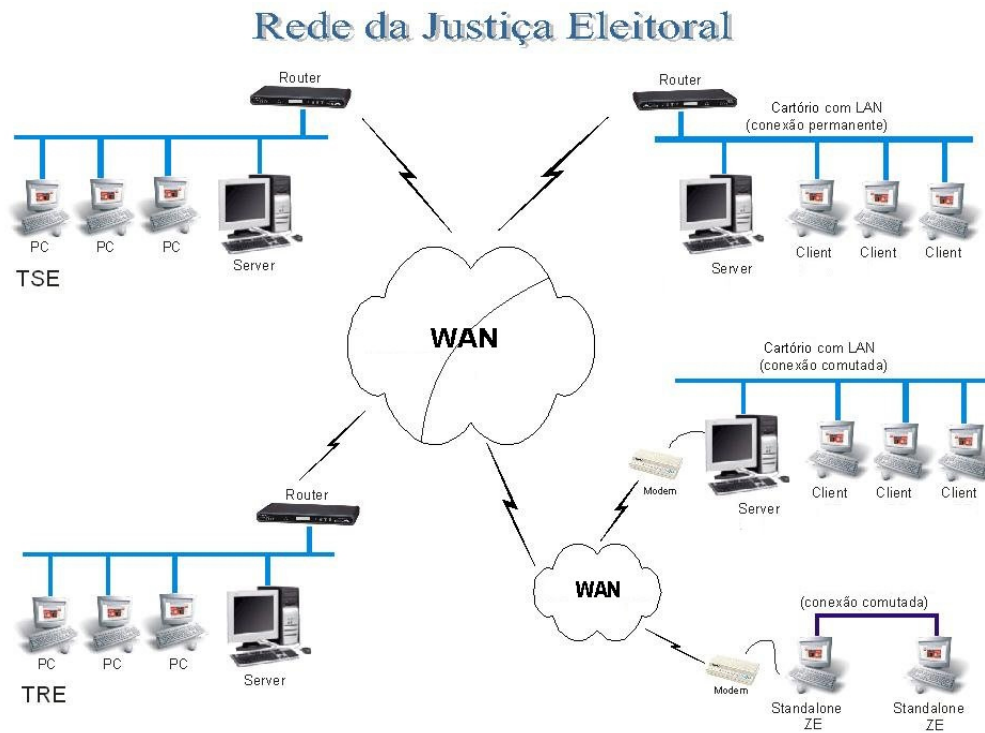 Rede da Justiça Eleitoral
Router
PC
PC
PC
Server
TSE
Router
Cartório com LAN
(conexão permanente)
Server
Client
Client
Client
WAN
Cartório com LAN
(conexão comutada)
Modem
Server
Client
Client
Client
Router
PC
PC
PC
Server
TRE
WAN
(conexão comutada)
Modem
Standalone
ZE
Standalone
ZE